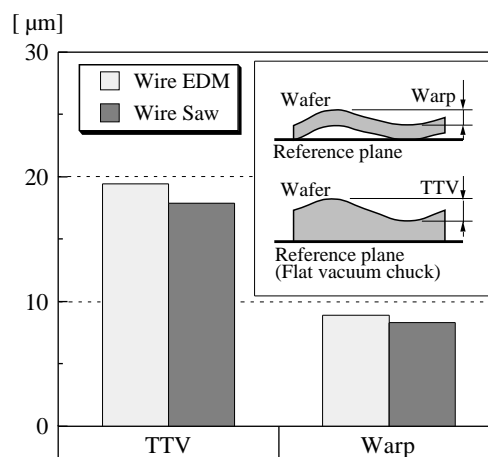 [ µm]
30
20
10
0
Wire EDM
Wire Saw
Wafer
Warp
Reference plane
Wafer
TTV
Reference plane
(Flat vacuum chuck)
TTV
Warp